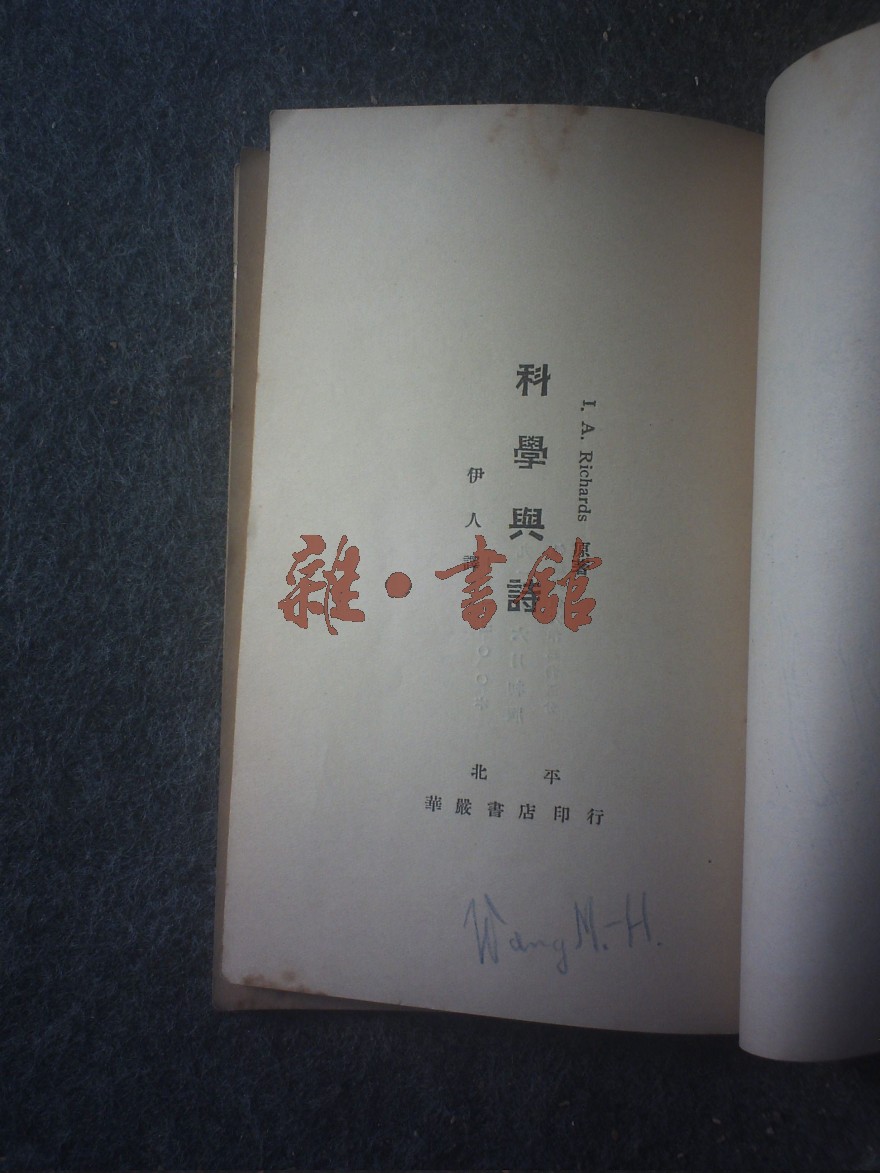 I. A. Richards 原著
科學與詩
伊人譯
北平
華嚴書店印行
Wang M.-H.
雜·書館